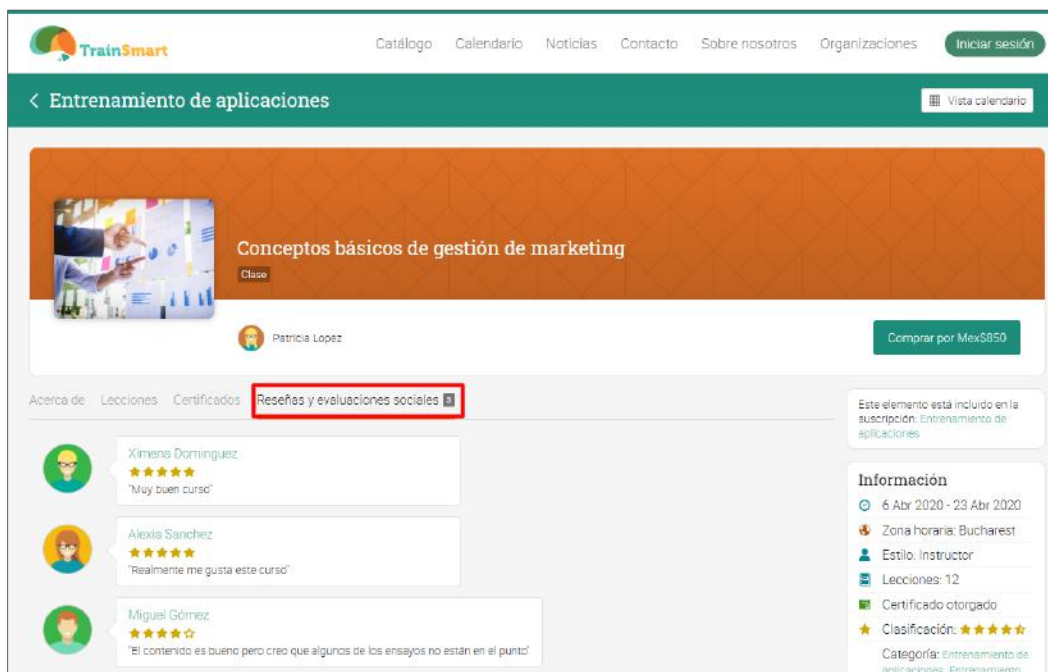 TrainSmart
Catálogo Calendario Noticias Contacto Sobre nosotros Organizaciones Iniciar sesión
< Entrenamiento de aplicaciones
Vista calendario
Conceptos básicos de gestión de marketing
Clase
Patricia Lopez
Comprar por Mex$850
Acerca de Lecciones Certificados Reseñas y evaluaciones sociales 3
Ximena Dominguez
"Muy buen curso"
Alexia Sanchez
"Realmente me gusta este curso"
Miguel Gómez
"El contenido es bueno pero creo que algunos de los ensayos no están en el punto"
Este elemento está incluido en la
suscripción: Entrenamiento de
aplicaciones
Información
6 Abr 2020 - 23 Abr 2020
Zona horaria: Bucharest
Estilo: Instructor
Lecciones: 12
Certificado otorgado
Clasificación:
Categoría: Entrenamiento de
aplicaciones, Entrenamiento